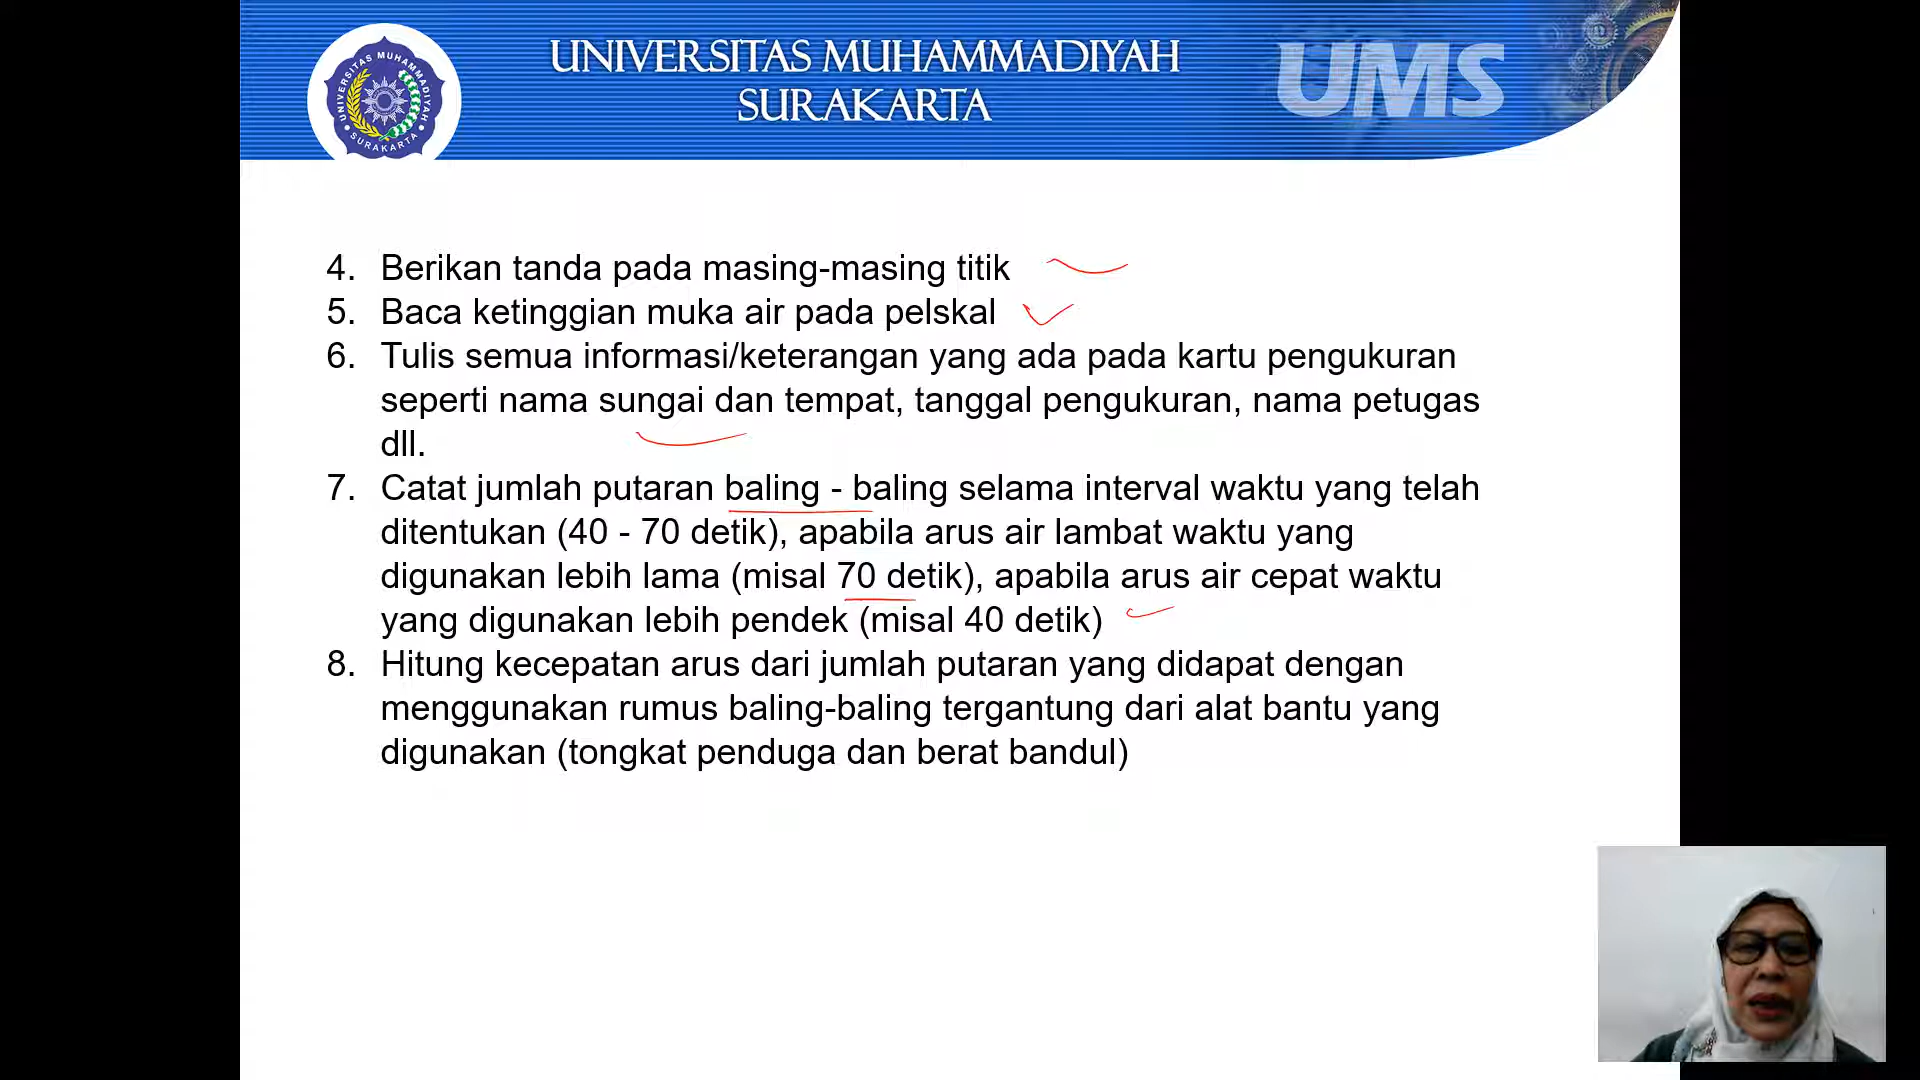 UNIVERSITAS MUHAMMADIYAH
SURAKARTA
UMS
UNIVERSITAS MUHAMMADIYAH
SURAKARTA
4. Berikan tanda pada masing-masing titik
5. Baca ketinggian muka air pada pelskal
6. Tulis semua informasi/keterangan yang ada pada kartu pengukuran
seperti nama sungai dan tempat, tanggal pengukuran, nama petugas
dll.
7. Catat jumlah putaran baling - baling selama interval waktu yang telah
ditentukan (40 - 70 detik), apabila arus air lambat waktu yang
digunakan lebih lama (misal 70 detik), apabila arus air cepat waktu
yang digunakan lebih pendek (misal 40 detik)
8. Hitung kecepatan arus dari jumlah putaran yang didapat dengan
menggunakan rumus baling-baling tergantung dari alat bantu yang
digunakan (tongkat penduga dan berat bandul)